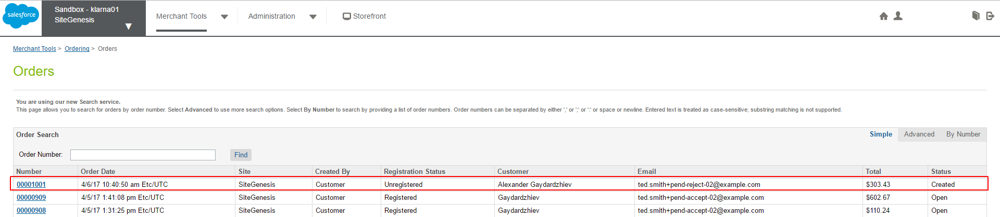 salesforce
Sandbox - klarna01
SiteGenesis
Merchant Tools
Administration
Storefront
Merchant Tools > Ordering > Orders
Orders
You are using our new Search service.
This page allows you to search for orders by order number. Select Advanced to use more search options. Select By Number to search by providing a list of order numbers. Order numbers can be separated by either ',' or ';' or ':' or space or newline. Entered text is treated as case-sensitive; substring matching is not supported.
Order Search Simple Advanced By Number
Order Number: Find
Number Order Date Site Created By Registration Status Customer Email Total Status
00001001 4/6/17 10:40:50 am Etc/UTC SiteGenesis Customer Unregistered Alexander Gaydardzhiev ted.smith+pend-reject-02@example.com $303.43 Created
00000909 4/5/17 1:41:08 pm Etc/UTC SiteGenesis Customer Registered Gaydardzhiev ted.smith+pend-accept-02@example.com $602.67 Open
00000908 4/5/17 1:31:25 pm Etc/UTC SiteGenesis Customer Registered Gaydardzhiev ted.smith+pend-accept-02@example.com $110.24 Open